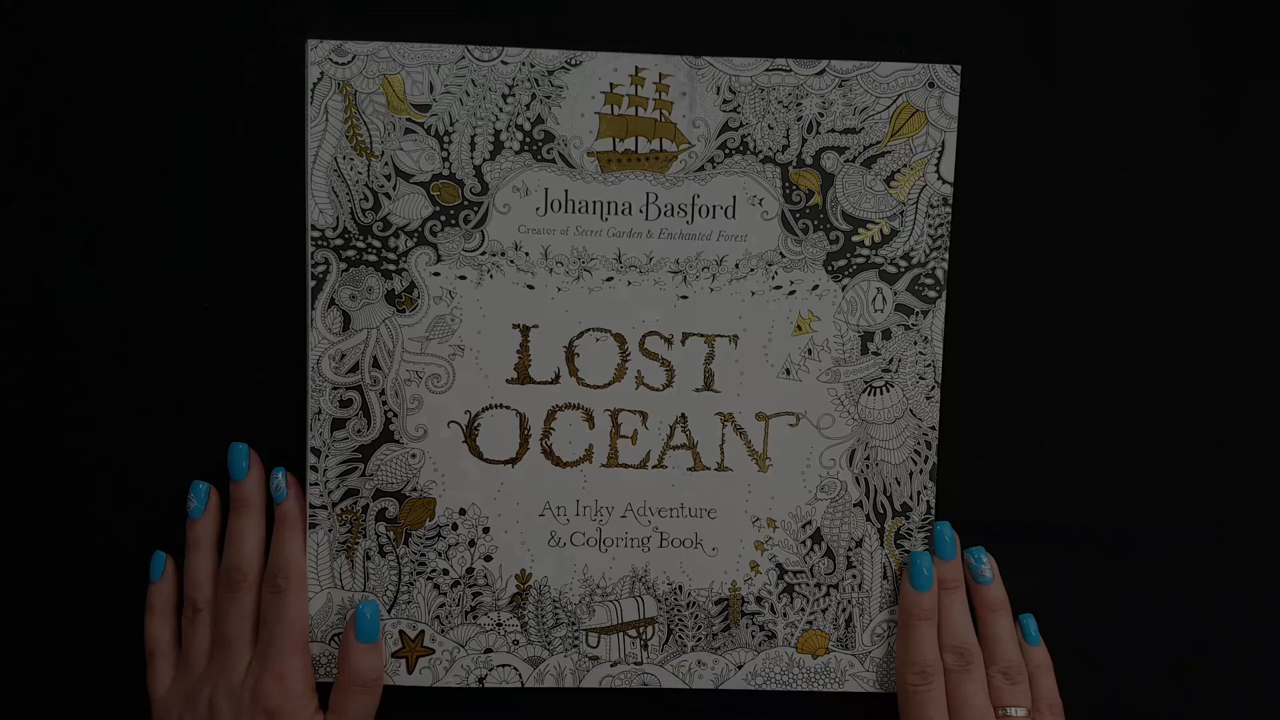 Johanna Basford
Creator of Secret Garden & Enchanted Forest
LOST
OCEAN
An Inky Adventure
& Coloring Book